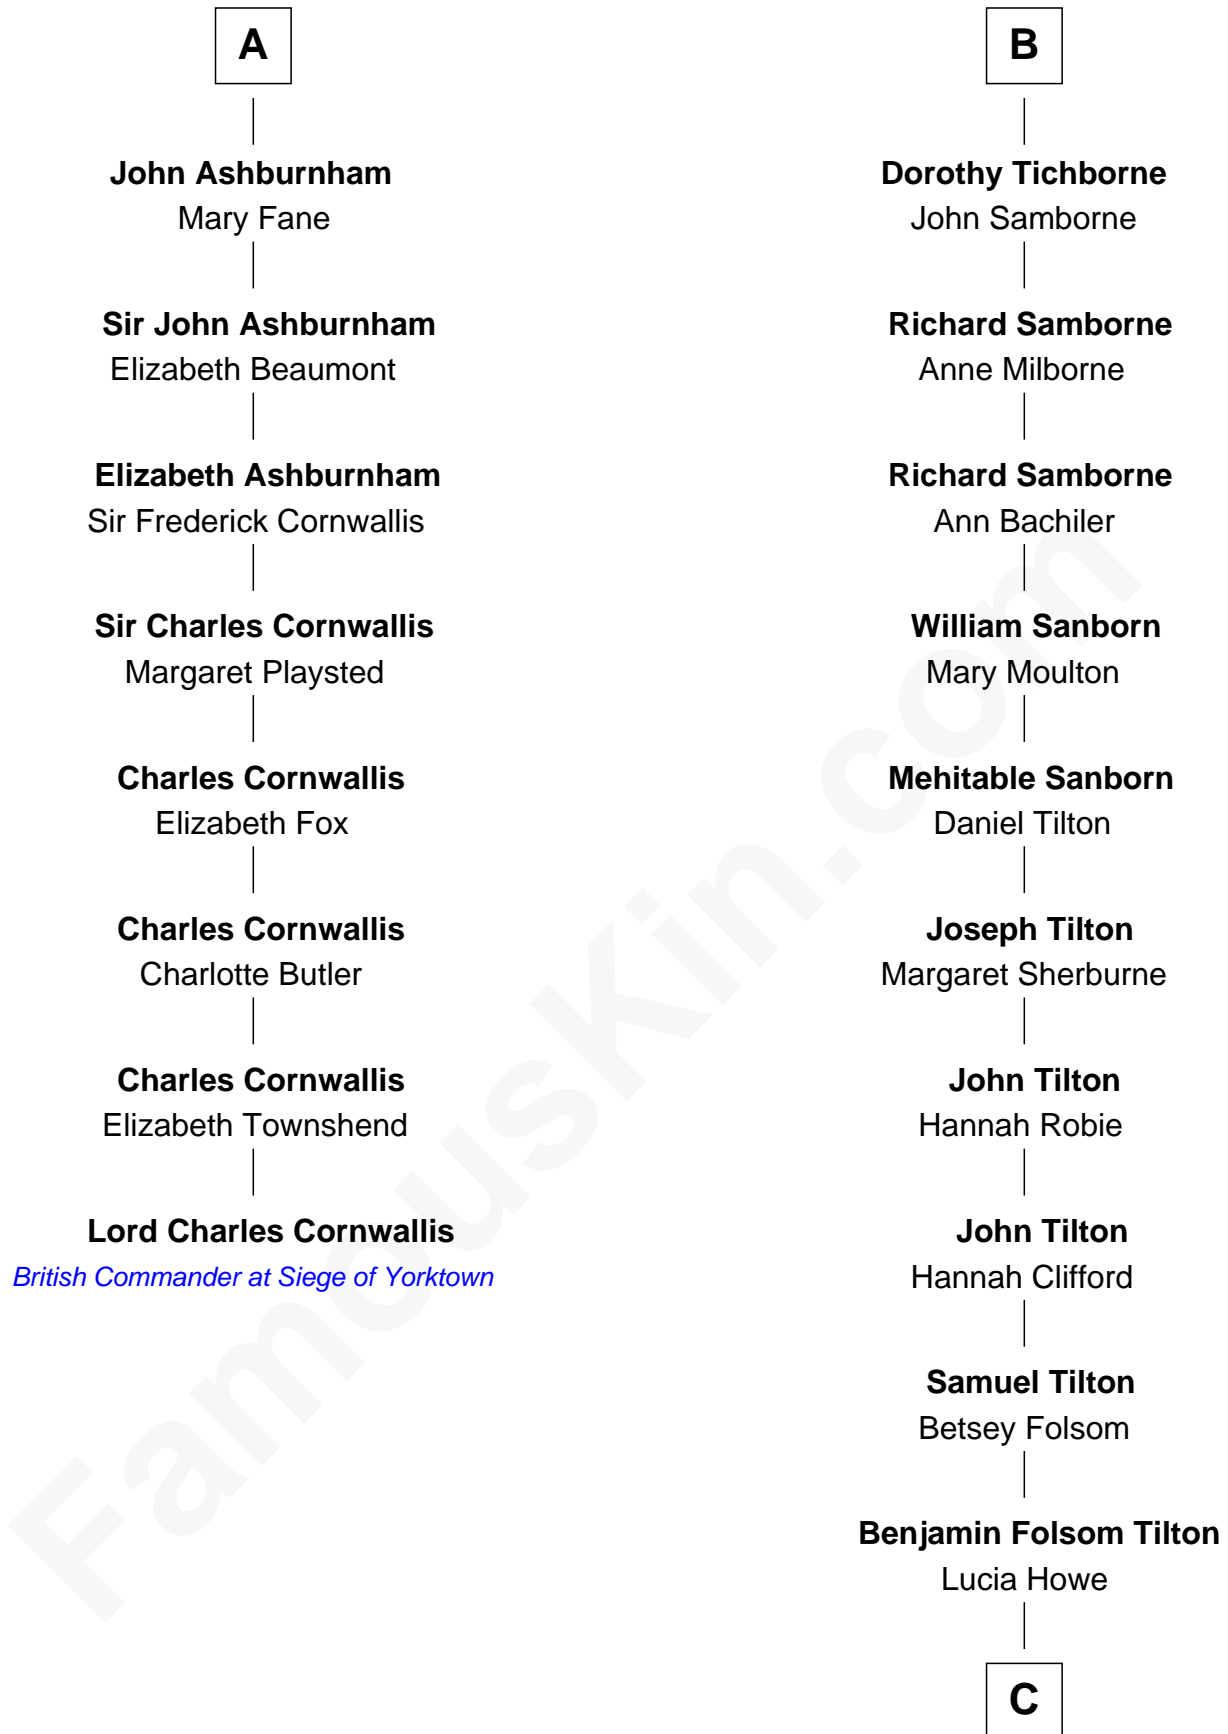 A
John Ashburnham
Mary Fane
Sir John Ashburnham
Elizabeth Beaumont
Elizabeth Ashburnham
Sir Frederick Cornwallis
Sir Charles Cornwallis
Margaret Playsted
Charles Cornwallis
Elizabeth Fox
Charles Cornwallis
Charlotte Butler
Charles Cornwallis
Elizabeth Townshend
Lord Charles Cornwallis
British Commander at Siege of Yorktown
B
Dorothy Tichborne
John Samborne
Richard Samborne
Anne Milborne
Richard Samborne
Ann Bachiler
William Sanborn
Mary Moulton
Mehitable Sanborn
Daniel Tilton
Joseph Tilton
Margaret Sherburne
John Tilton
Hannah Robie
John Tilton
Hannah Clifford
Samuel Tilton
Betsey Folsom
Benjamin Folsom Tilton
Lucia Howe
C
FamousKin.com